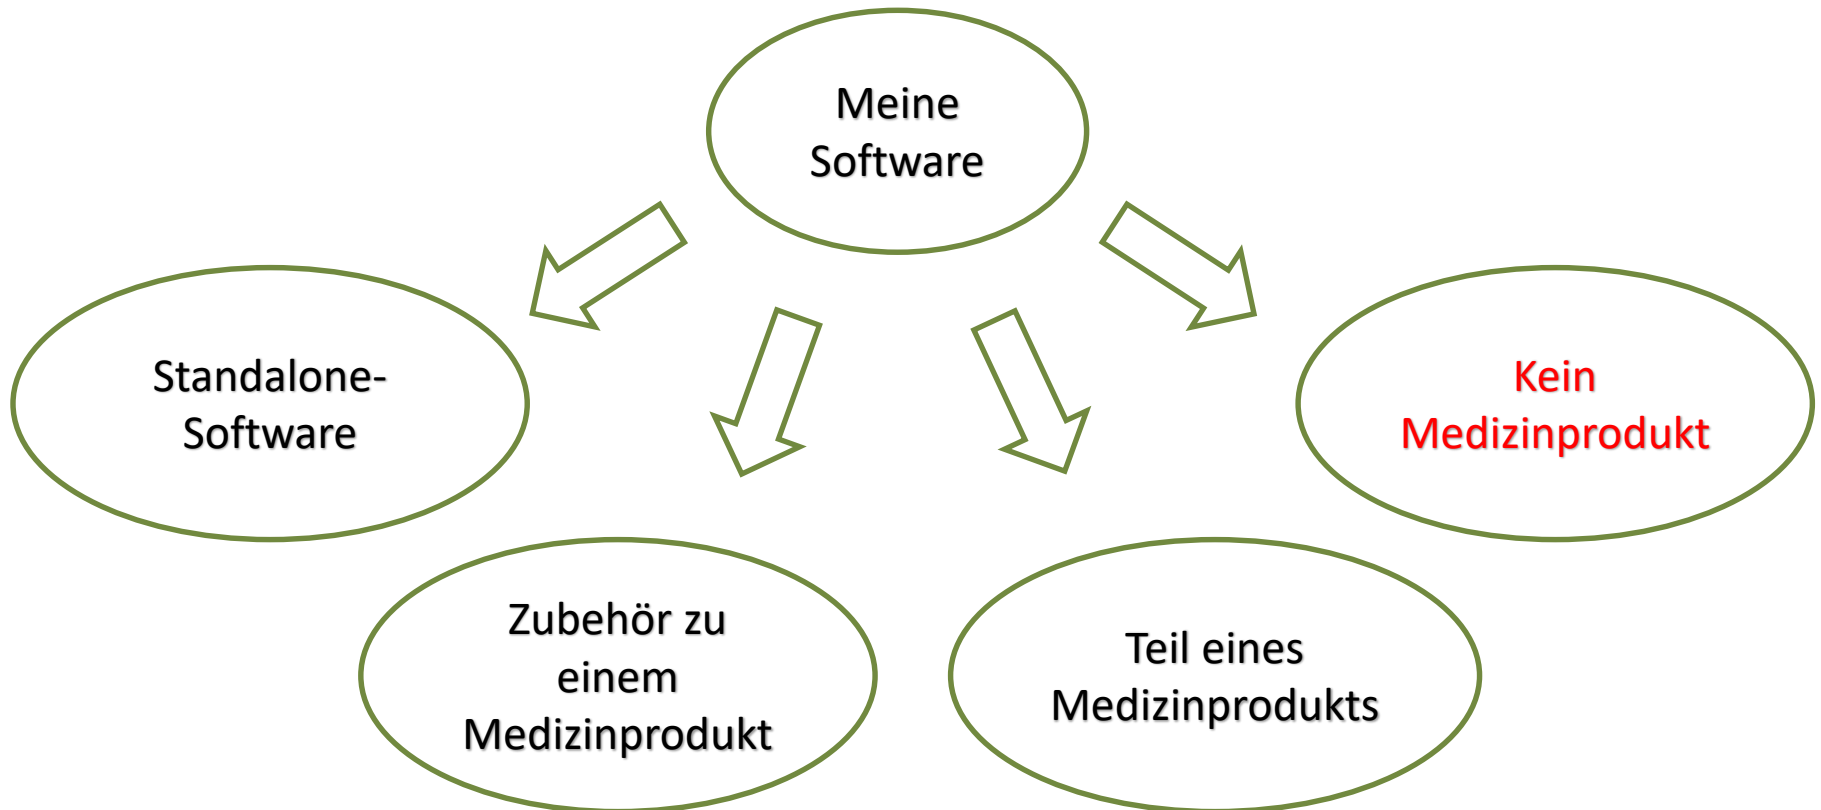 Meine
Software
Standalone-
Software
Kein
Medizinprodukt
Zubehör zu
einem
Medizinprodukt
Teil eines
Medizinprodukts